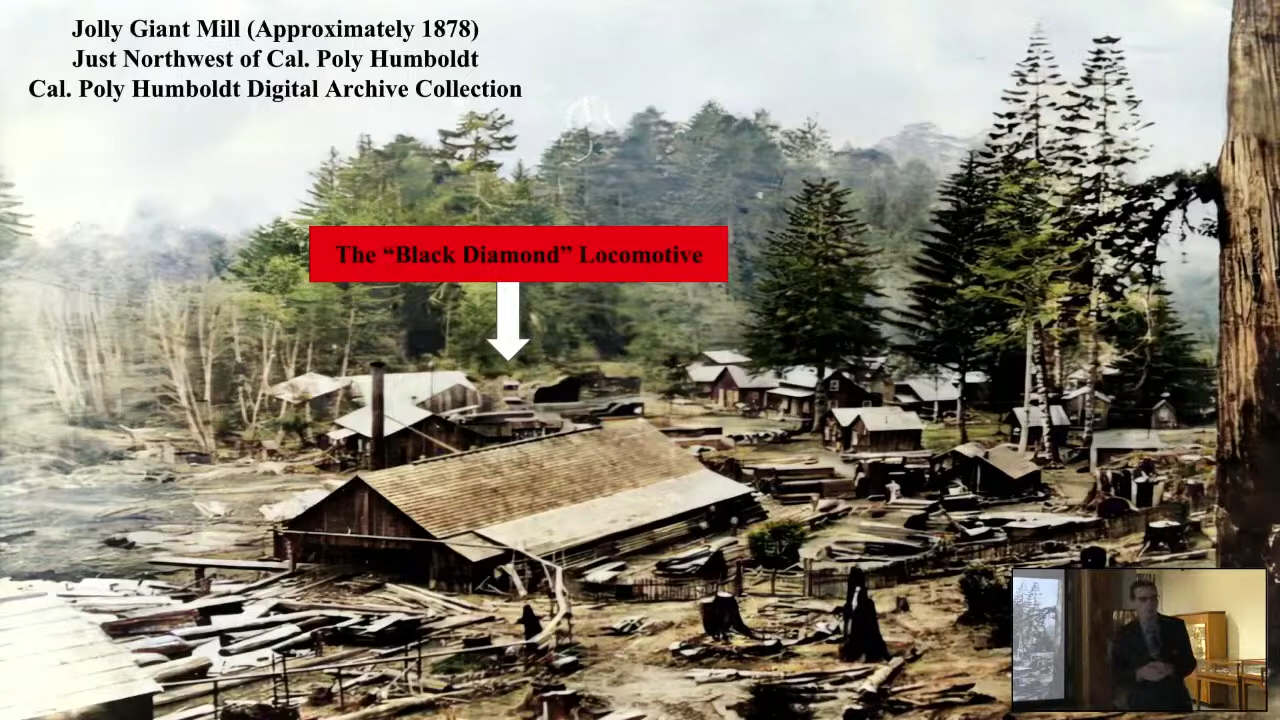 Jolly Giant Mill (Approximately 1878)
Just Northwest of Cal. Poly Humboldt
Cal. Poly Humboldt Digital Archive Collection
The “Black Diamond” Locomotive